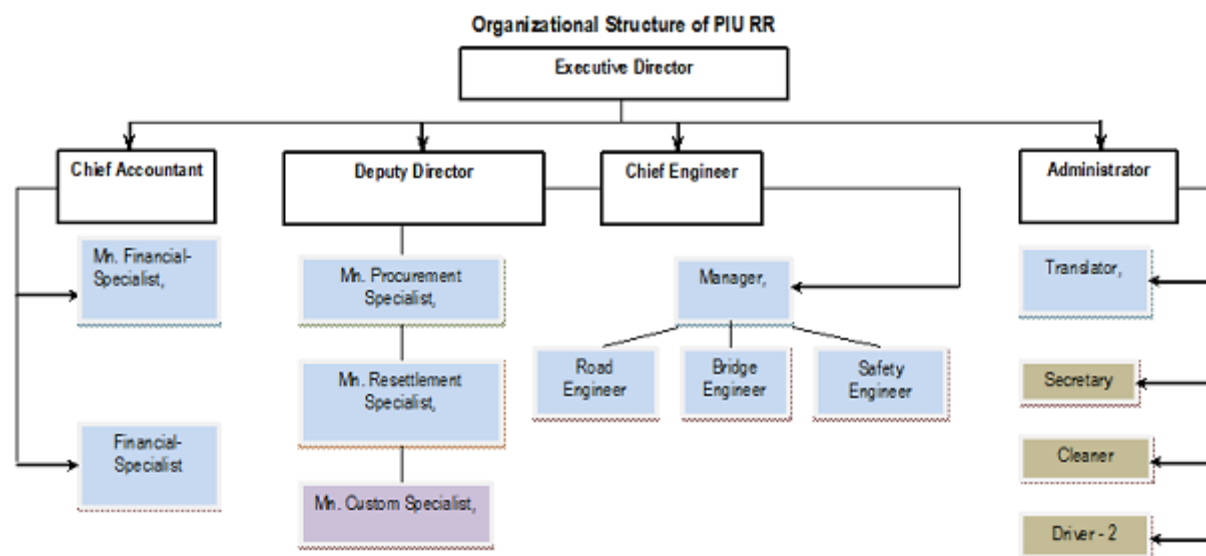 Organizational Structure of PIU RR
Executive Director
Chief Accountant
Deputy Director
Chief Engineer
Administrator
Mn. Financial-
Specialist,
Financial-
Specialist
Mn. Procurement
Specialist,
Mn. Resettlement
Specialist,
Mn. Custom Specialist,
Manager,
Road
Engineer
Bridge
Engineer
Safety
Engineer
Translator,
Secretary
Cleaner
Driver - 2